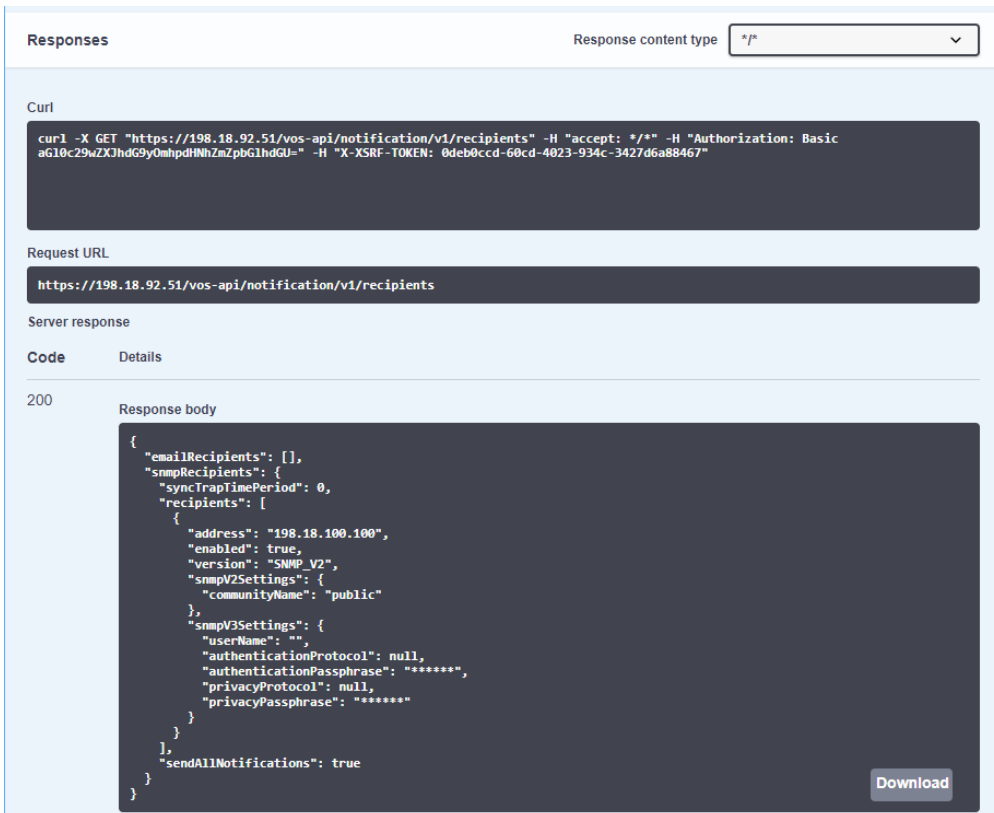 Responses
Response content type */*
Curl
curl -X GET "https://198.18.92.51/vos-api/notification/v1/recipients" -H "accept: */*" -H "Authorization: Basic
aGl0c29wZXJhdG9yOmhpdHNhZmZpbGlhdGU=" -H "X-XSRF-TOKEN: 0deb0ccd-60cd-4023-934c-3427d6a88467"
Request URL
https://198.18.92.51/vos-api/notification/v1/recipients
Server response
Code Details
200
Response body
{
  "emailRecipients": [],
  "snmpRecipients": {
    "syncTrapTimePeriod": 0,
    "recipients": [
      {
        "address": "198.18.100.100",
        "enabled": true,
        "version": "SNMP_V2",
        "snmpV2Settings": {
          "communityName": "public"
        },
        "snmpV3Settings": {
          "userName": "",
          "authenticationProtocol": null,
          "authenticationPassphrase": "******",
          "privacyProtocol": null,
          "privacyPassphrase": "******"
        }
      }
    ],
    "sendAllNotifications": true
  }
}
Download